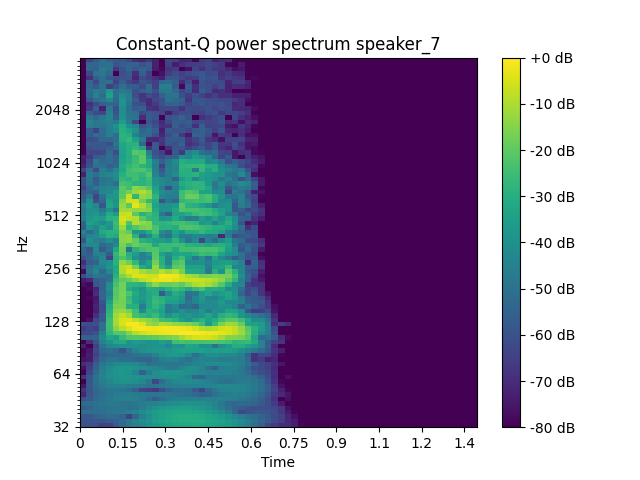 Constant-Q power spectrum speaker_7
Hz
2048
1024
512
256
128
64
32
0 0.15 0.3 0.45 0.6 0.75 0.9 1.1 1.2 1.4
Time
+0 dB
-10 dB
-20 dB
-30 dB
-40 dB
-50 dB
-60 dB
-70 dB
-80 dB